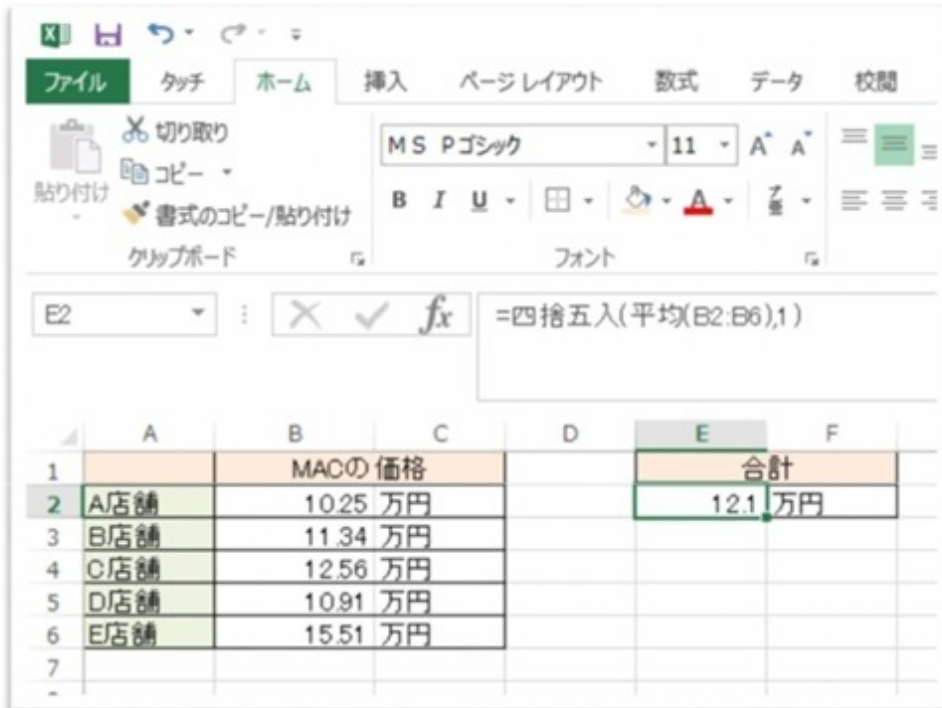 ファイル タッチ ホーム 挿入 ページ レイアウト 数式 データ 校閲
切り取り
コピー
書式のコピー/貼り付け
貼り付け
MS Pゴシック 11 A A
B I U A
クリップボード フォント
E2 fx =四捨五入(平均(B2:B6),1)
A B C D E F
1 MACの 価格 合計
2 A店舗 10.25 万円 12.1 万円
3 B店舗 11.34 万円
4 C店舗 12.56 万円
5 D店舗 10.91 万円
6 E店舗 15.51 万円
7